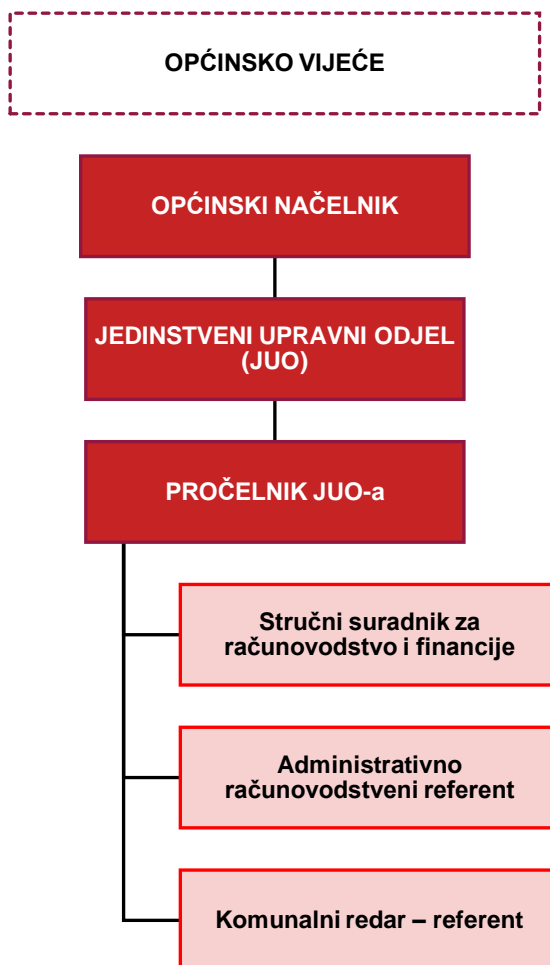 OPĆINSKO VIJEĆE
OPĆINSKI NAČELNIK
JEDINSTVENI UPRAVNI ODJEL
(JUO)
PROČELNIK JUO-a
Stručni suradnik za
računovodstvo i financije
Administrativno
računovodstveni referent
Komunalni redar – referent